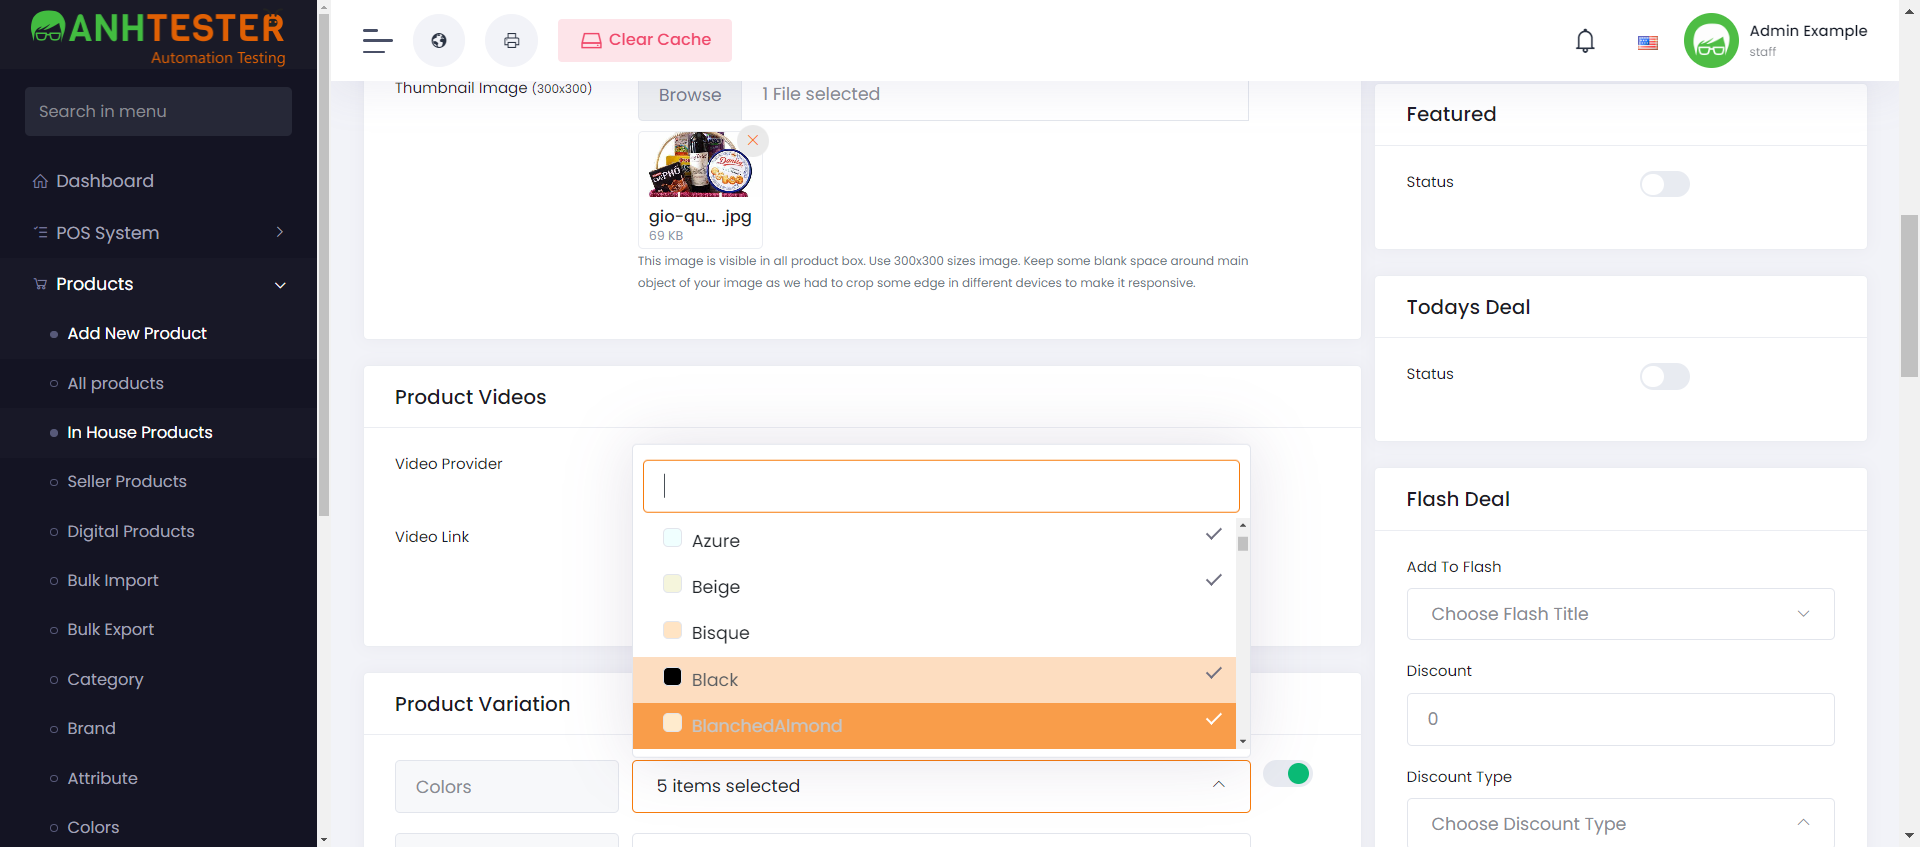 ANHTESTER
Automation Testing
Search in menu
Dashboard
POS System
Products
Add New Product
All products
In House Products
Seller Products
Digital Products
Bulk Import
Bulk Export
Category
Brand
Attribute
Colors
Clear Cache
Admin Example
staff
Thumbnail Image (300x300)
Browse
1 File selected
gio-qu... .jpg
69 KB
This image is visible in all product box. Use 300x300 sizes image. Keep some blank space around main
object of your image as we had to crop some edge in different devices to make it responsive.
Product Videos
Video Provider
Video Link
Azure
Beige
Bisque
Black
BlanchedAlmond
Product Variation
Colors
5 items selected
Featured
Status
Todays Deal
Status
Flash Deal
Add To Flash
Choose Flash Title
Discount
0
Discount Type
Choose Discount Type